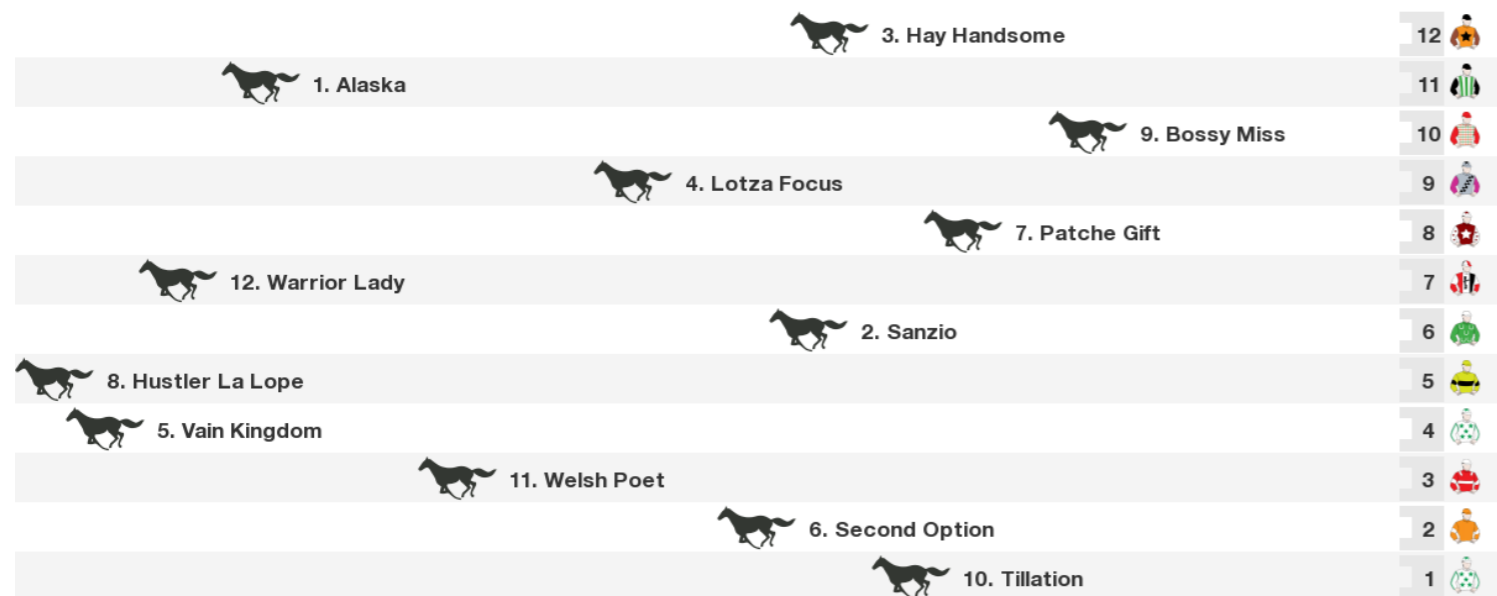 3. Hay Handsome 12
1. Alaska 11
9. Bossy Miss 10
4. Lotza Focus 9
7. Patche Gift 8
12. Warrior Lady 7
2. Sanzio 6
8. Hustler La Lope 5
5. Vain Kingdom 4
11. Welsh Poet 3
6. Second Option 2
10. Tillation 1